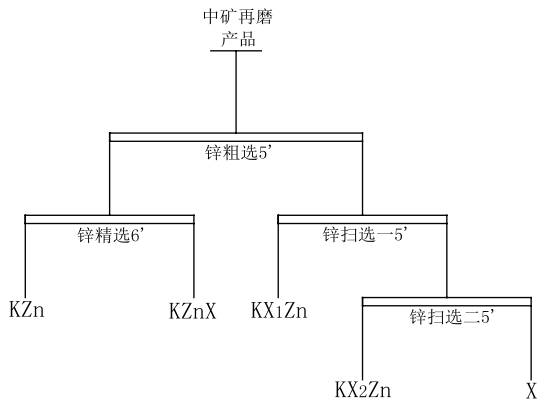 中矿再磨
产品
锌粗选5'
锌精选6'
锌扫选一5'
KZn
KZnX
KX1Zn
锌扫选二5'
KX2Zn
X